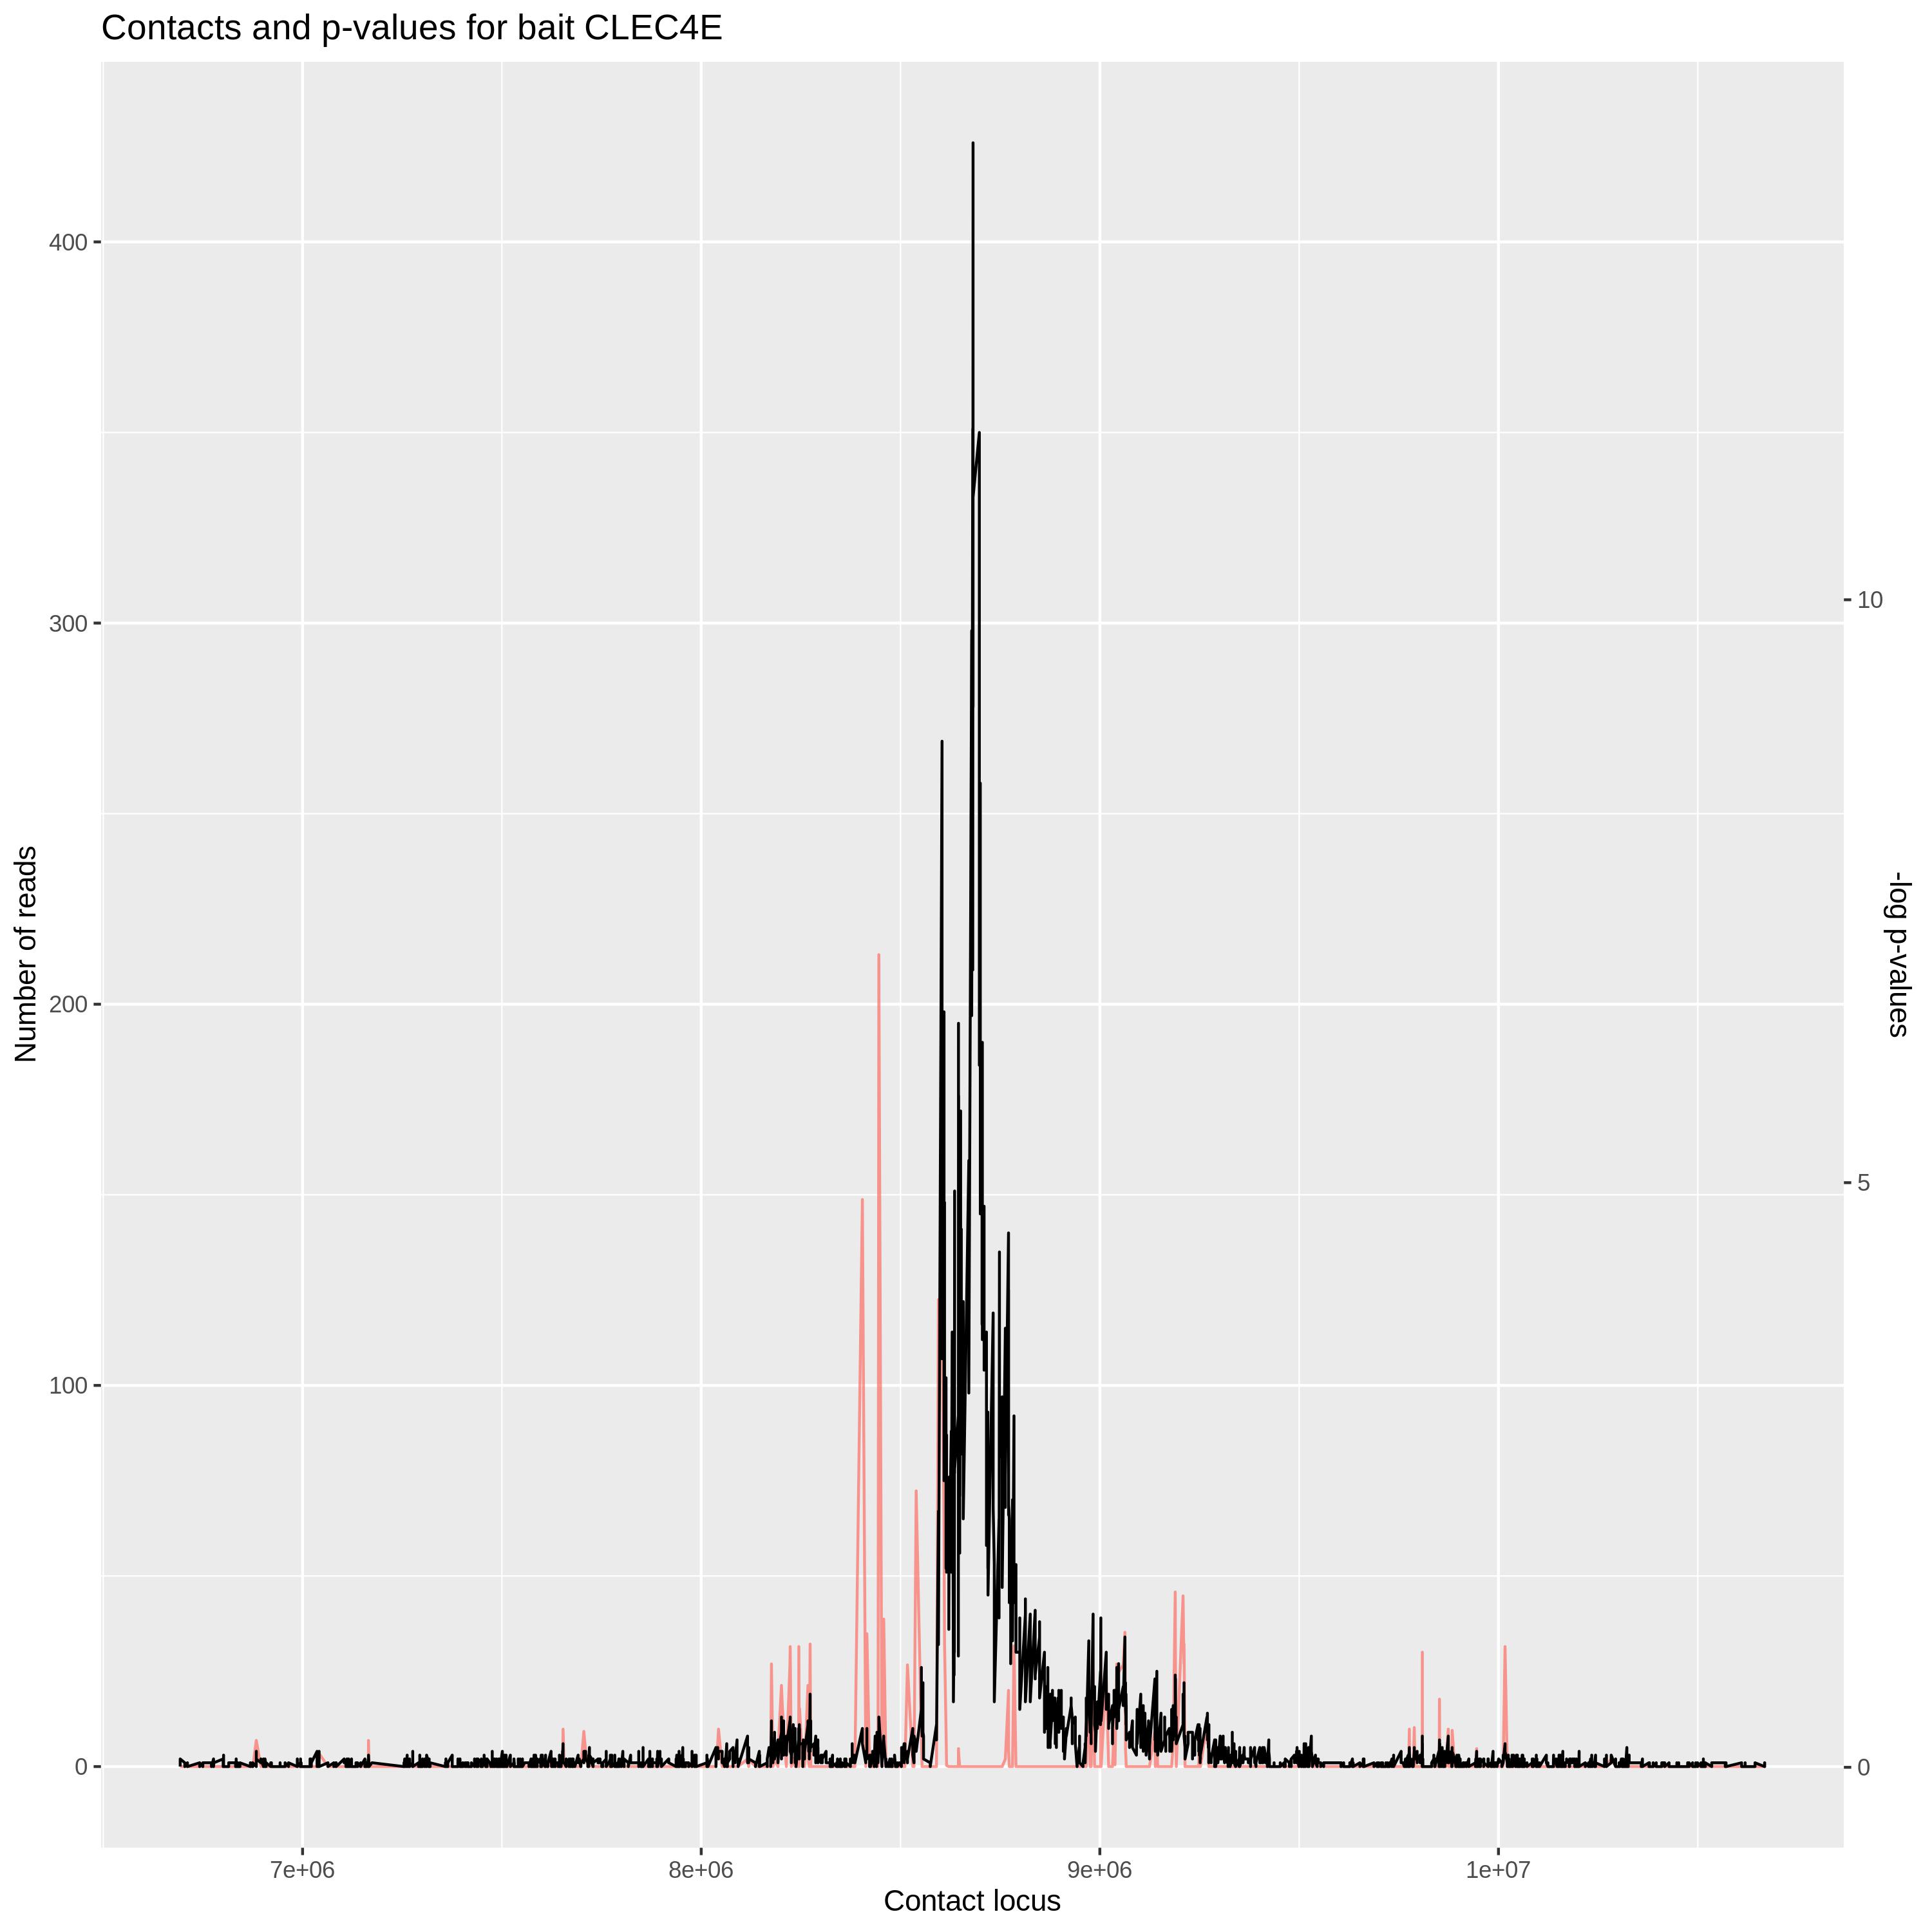 Contacts and p-values for bait CLEC4E
400
300
200
100
0
Number of reads
10
5
0
-log p-values
7e+06
8e+06
9e+06
1e+07
Contact locus